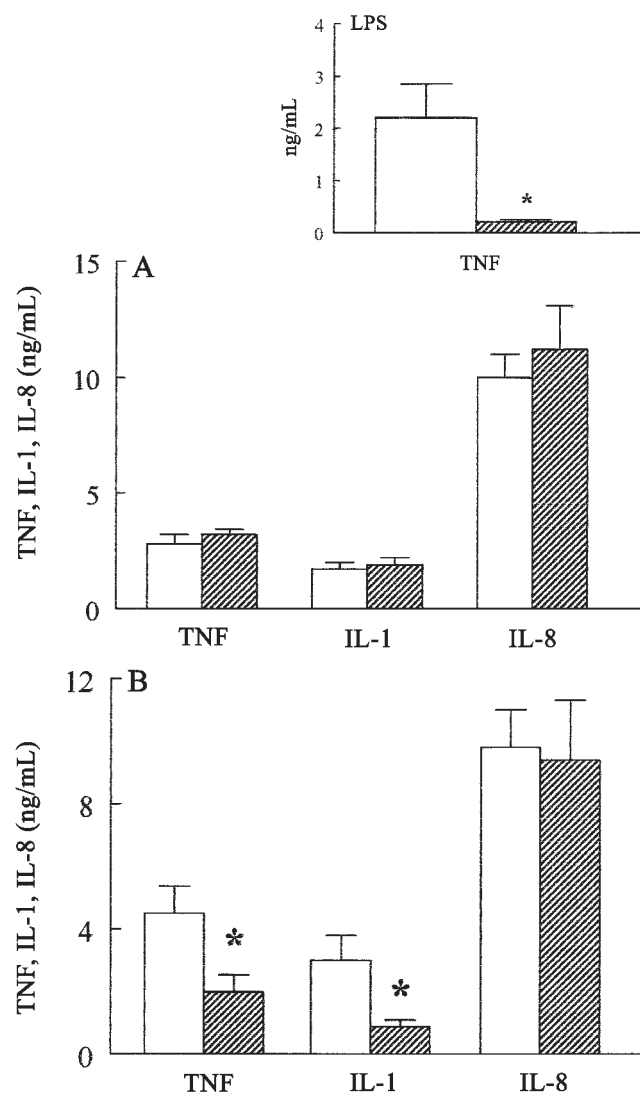 LPS
4
3
2
1
0
ng/mL
*
TNF
A
15
10
5
0
TNF, IL-1, IL-8 (ng/mL)
TNF IL-1 IL-8
B
12
8
4
0
TNF, IL-1, IL-8 (ng/mL)
*
*
TNF IL-1 IL-8